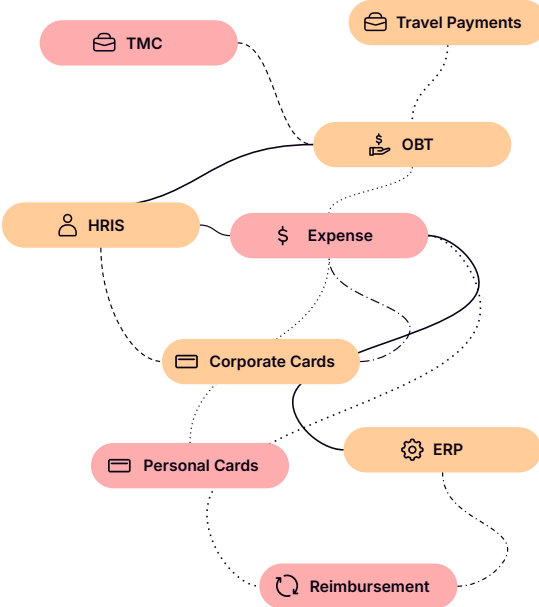 Travel Payments
TMC
OBT
HRIS
$ Expense
Corporate Cards
Personal Cards
ERP
Reimbursement